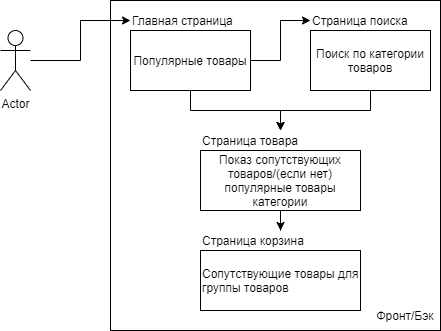 Главная страница
Страница поиска
Популярные товары
Поиск по категории
товаров
Actor
Страница товара
Показ сопутствующих
товаров/(если нет)
популярные товары
категории
Страница корзина
Сопутствующие товары для
группы товаров
Фронт/Бэк